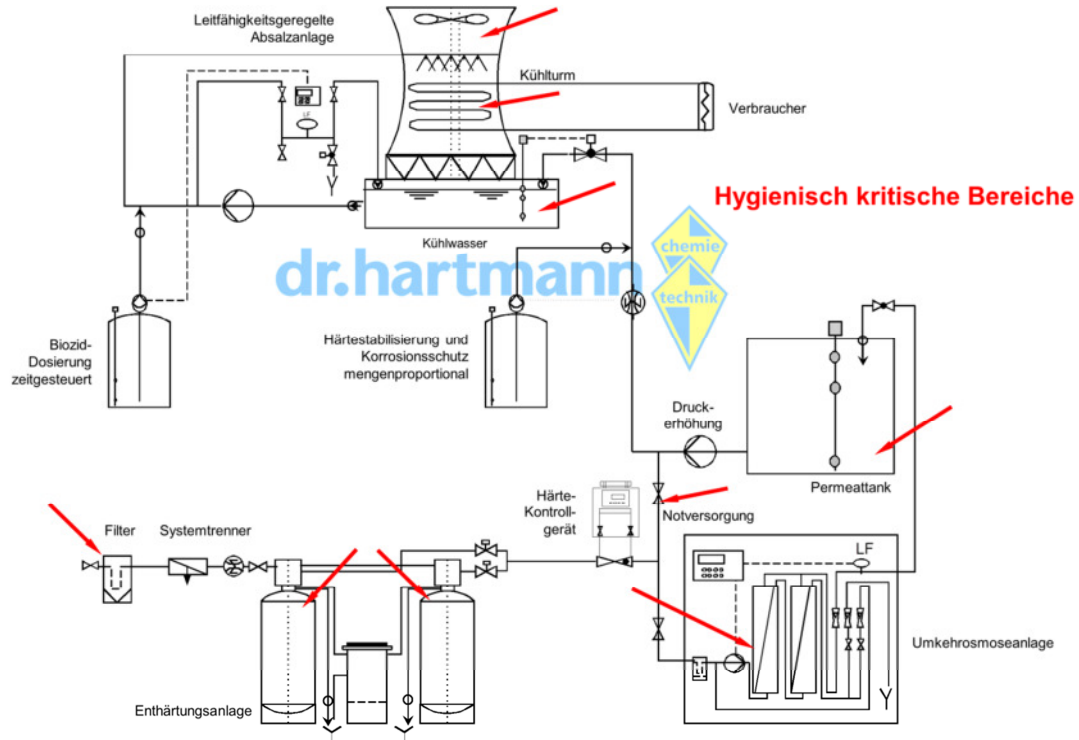 Leitfähigkeitsgeregelte
Absalzanlage
Kühlturm
Verbraucher
LF
Hygienisch kritische Bereiche
Kühlwasser
dr.hartmann
chemie
technik
Biozid-
Dosierung
zeitgesteuert
Härtestabilisierung und
Korrosionsschutz
mengenproportional
Druck-
erhöhung
Permeattank
Härte-
Kontroll-
gerät
Notversorgung
Filter
Systemtrenner
LF
Umkehrosmoseanlage
Enthärtungsanlage